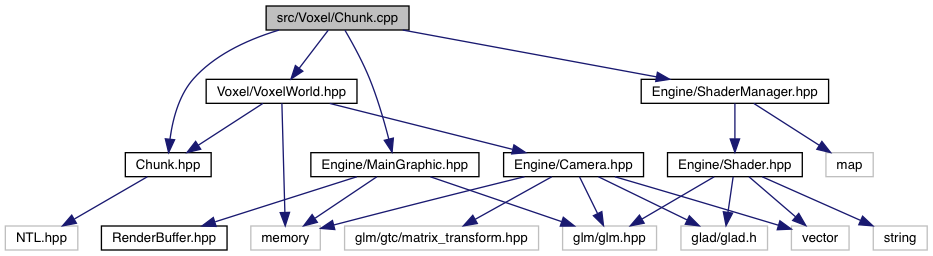 src/Voxel/Chunk.cpp
Voxel/VoxelWorld.hpp
Engine/ShaderManager.hpp
Chunk.hpp
Engine/MainGraphic.hpp
Engine/Camera.hpp
Engine/Shader.hpp
map
NTL.hpp
RenderBuffer.hpp
memory
glm/gtc/matrix_transform.hpp
glm/glm.hpp
glad/glad.h
vector
string